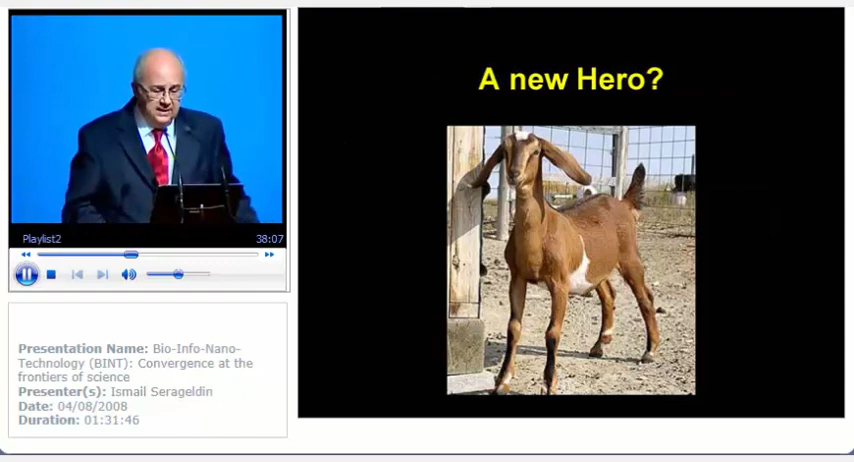 A new Hero?
Playlist2
38:07
Presentation Name: Bio-Info-Nano-
Technology (BINT): Convergence at the
frontiers of science
Presenter(s): Ismail Serageldin
Date: 04/08/2008
Duration: 01:31:46